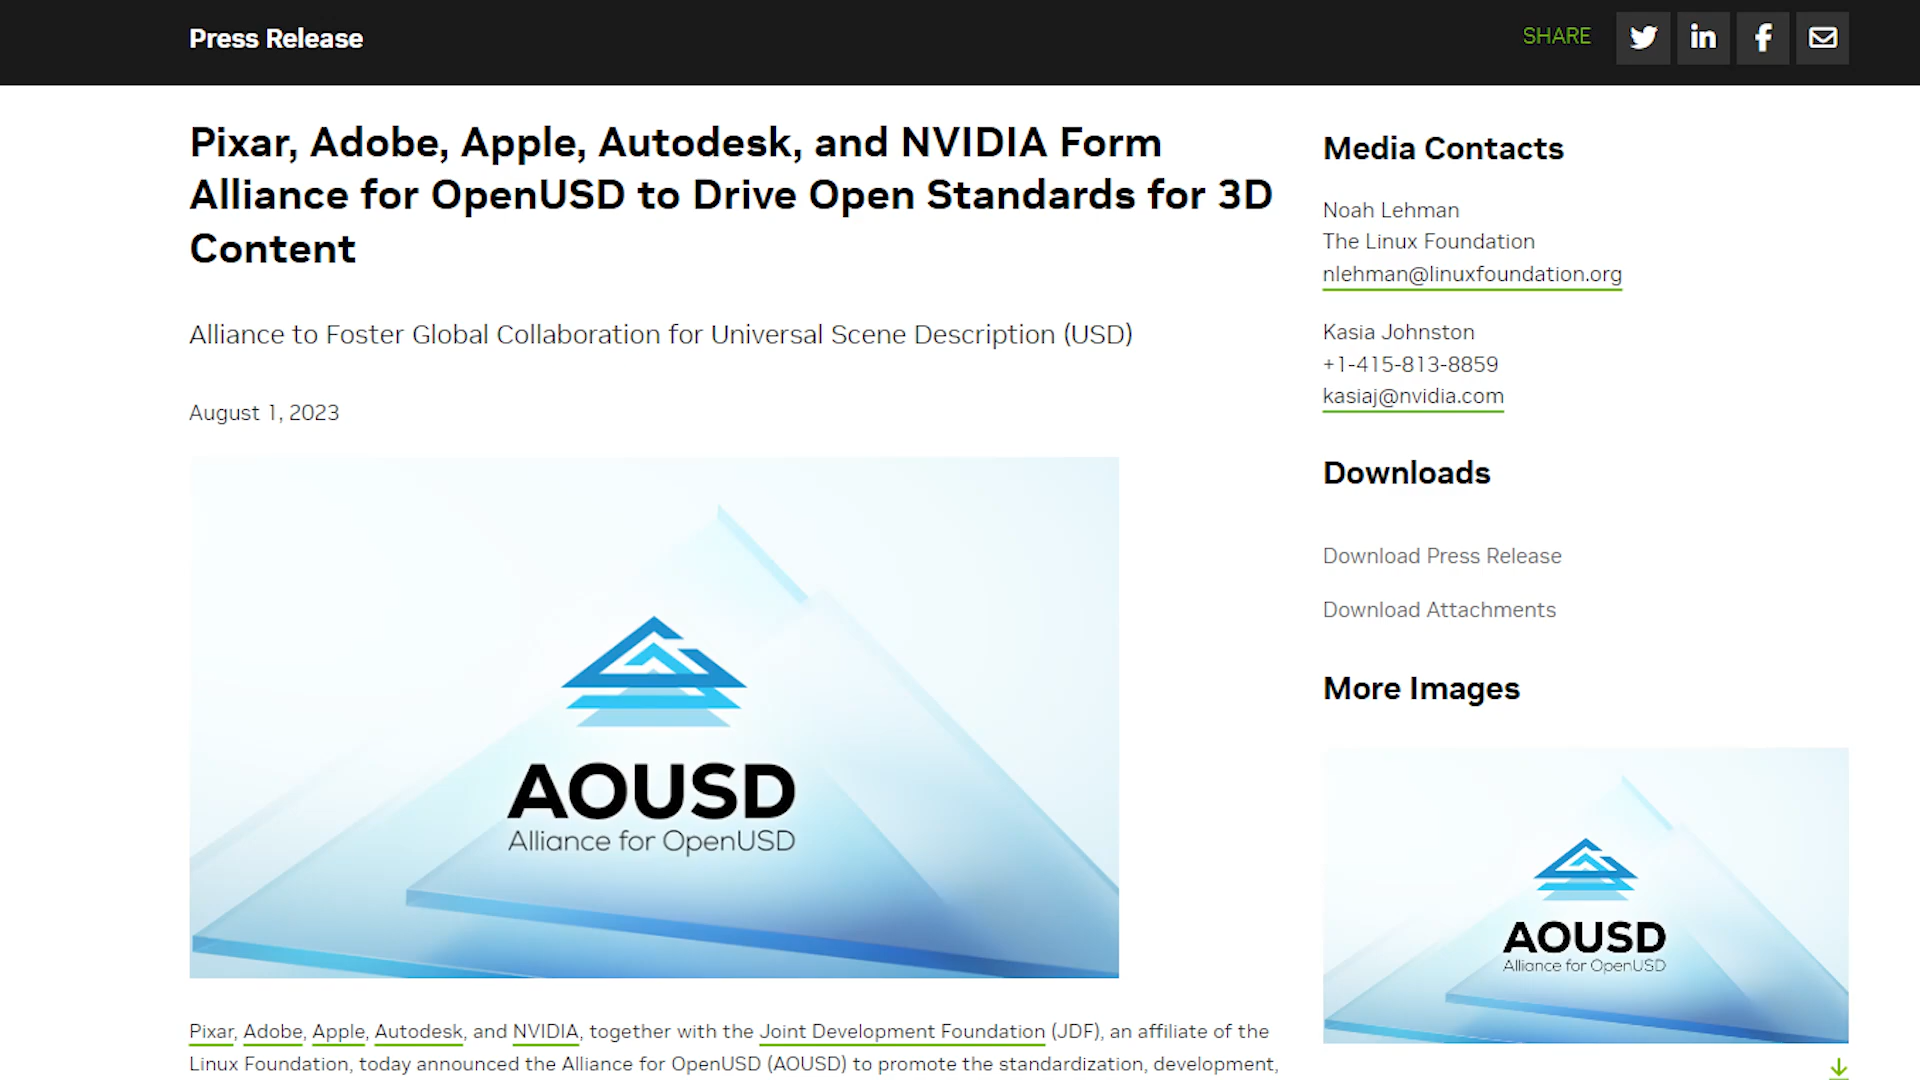 Press Release
SHARE
Pixar, Adobe, Apple, Autodesk, and NVIDIA Form
Alliance for OpenUSD to Drive Open Standards for 3D
Content
Alliance to Foster Global Collaboration for Universal Scene Description (USD)
August 1, 2023
AOUSD
Alliance for OpenUSD
Pixar, Adobe, Apple, Autodesk, and NVIDIA, together with the Joint Development Foundation (JDF), an affiliate of the
Linux Foundation, today announced the Alliance for OpenUSD (AOUSD) to promote the standardization, development,
Media Contacts
Noah Lehman
The Linux Foundation
nlehman@linuxfoundation.org
Kasia Johnston
+1-415-813-8859
kasiaj@nvidia.com
Downloads
Download Press Release
Download Attachments
More Images
AOUSD
Alliance for OpenUSD